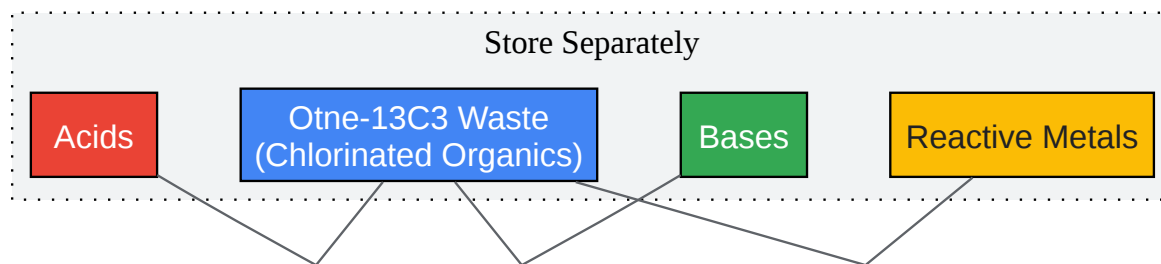 Store Separately
Acids
Otne-13C3 Waste
(Chlorinated Organics)
Bases
Reactive Metals